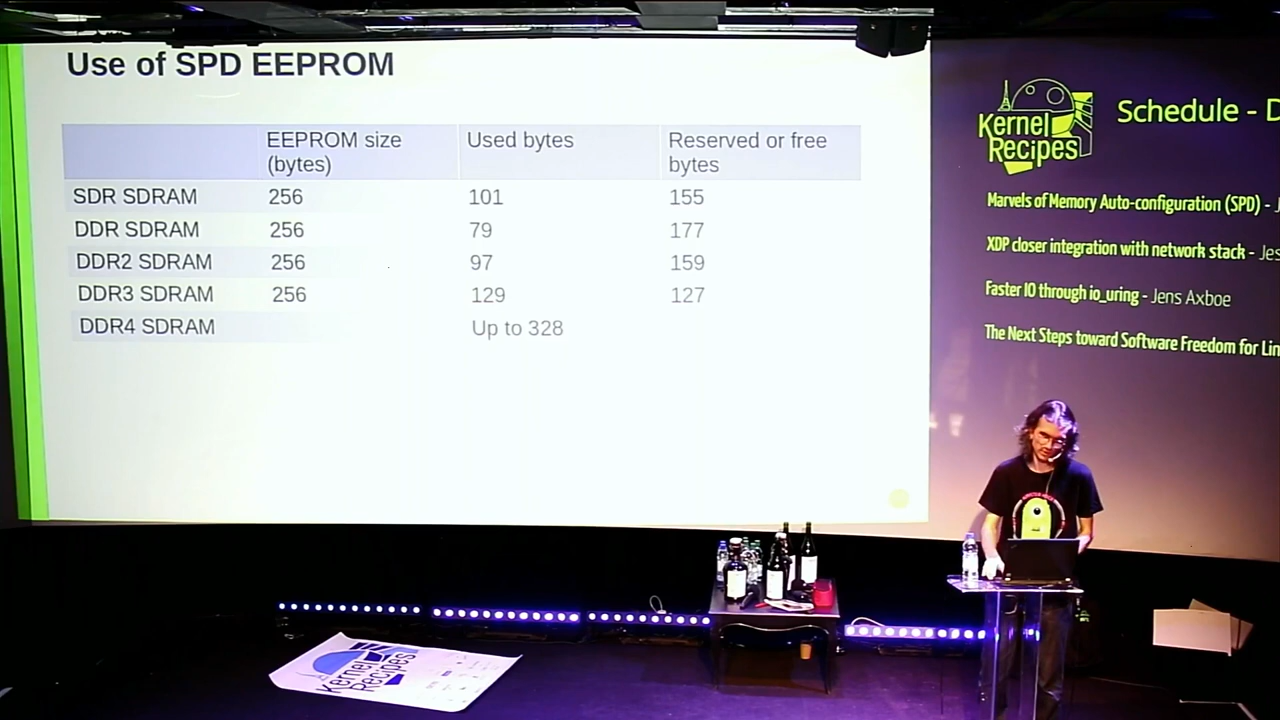 Use of SPD EEPROM
EEPROM size (bytes) Used bytes Reserved or free bytes
SDR SDRAM 256 101 155
DDR SDRAM 256 79 177
DDR2 SDRAM 256 97 159
DDR3 SDRAM 256 129 127
DDR4 SDRAM Up to 328
Kernel
Recipes
Schedule - D
Marvels of Memory Auto-configuration (SPD) - J
XDP closer integration with network stack - Jes
Faster IO through io_uring - Jens Axboe
The Next Steps toward Software Freedom for Lin
Kernel
Recipes